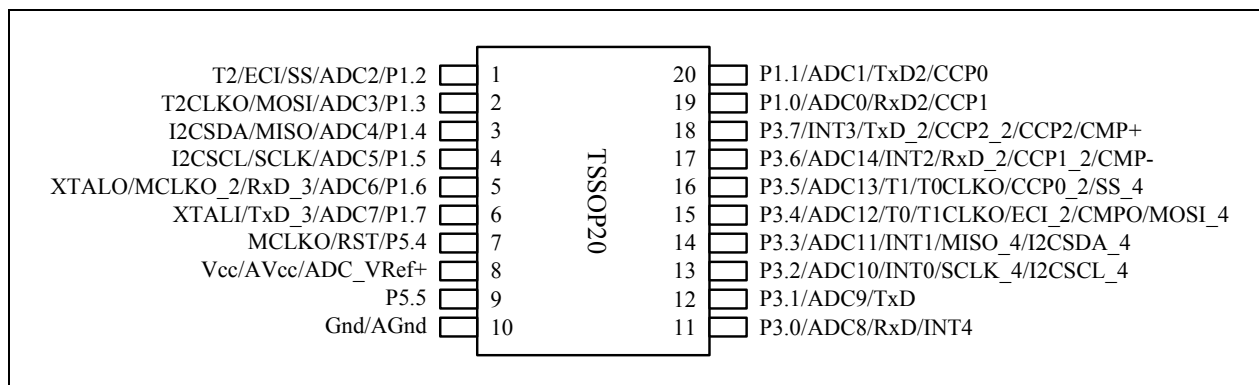 T2/ECI/SS/ADC2/P1.2 1 20 P1.1/ADC1/TxD2/CCP0
T2CLKO/MOSI/ADC3/P1.3 2 19 P1.0/ADC0/RxD2/CCP1
I2CSDA/MISO/ADC4/P1.4 3 18 P3.7/INT3/TxD_2/CCP2_2/CCP2/CMP+
I2CSCL/SCLK/ADC5/P1.5 4 17 P3.6/ADC14/INT2/RxD_2/CCP1_2/CMP-
XTALO/MCLKO_2/RxD_3/ADC6/P1.6 5 16 P3.5/ADC13/T1/T0CLKO/CCP0_2/SS_4
XTALI/TxD_3/ADC7/P1.7 6 15 P3.4/ADC12/T0/T1CLKO/ECI_2/CMPO/MOSI_4
MCLKO/RST/P5.4 7 14 P3.3/ADC11/INT1/MISO_4/I2CSDA_4
Vcc/AVcc/ADC_VRef+ 8 13 P3.2/ADC10/INT0/SCLK_4/I2CSCL_4
P5.5 9 12 P3.1/ADC9/TxD
Gnd/AGnd 10 11 P3.0/ADC8/RxD/INT4
TSSOP20